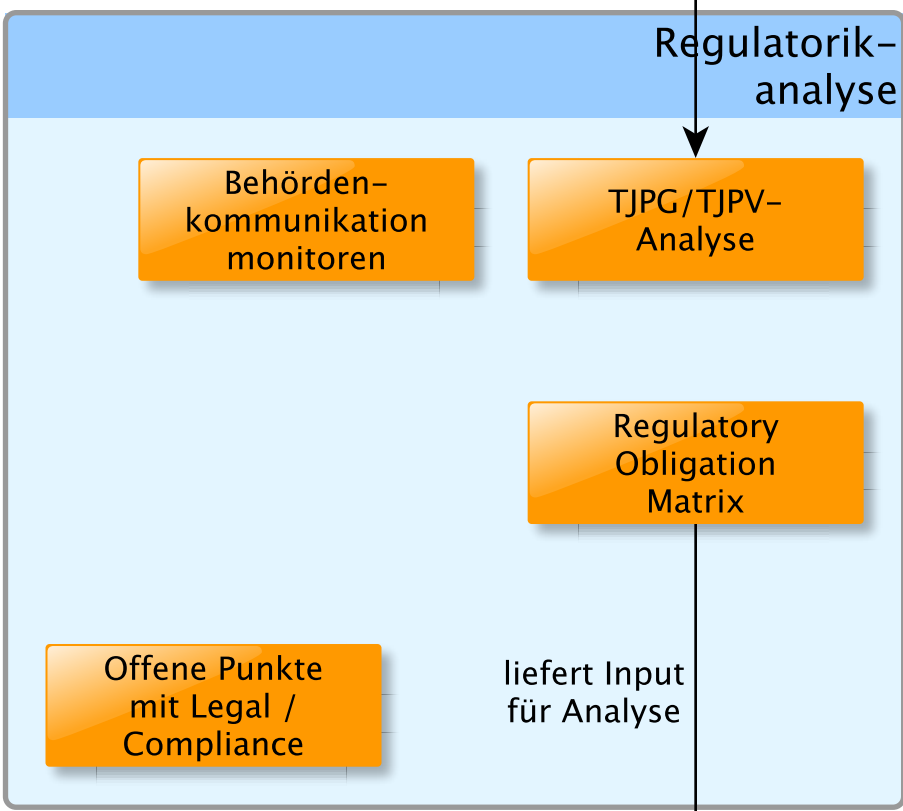 Regulatorik-
analyse
Behörden-
kommunikation
monitoren
TJPG/TJPV-
Analyse
Regulatory
Obligation
Matrix
Offene Punkte
mit Legal /
Compliance
liefert Input
für Analyse